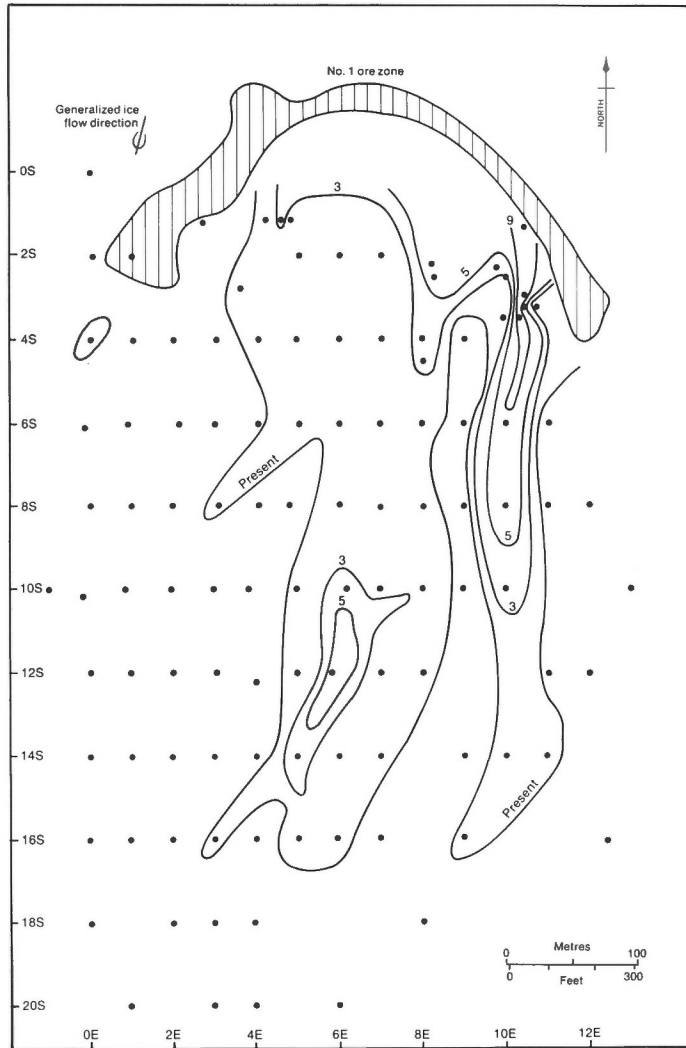 No. 1 ore zone
Generalized ice
flow direction
NORTH
0S
3
9
2S
5
4S
6S
Present
8S
5
3
10S
3
5
12S
14S
Present
16S
18S
Metres
0 100
0 300
Feet
20S
0E 2E 4E 6E 8E 10E 12E